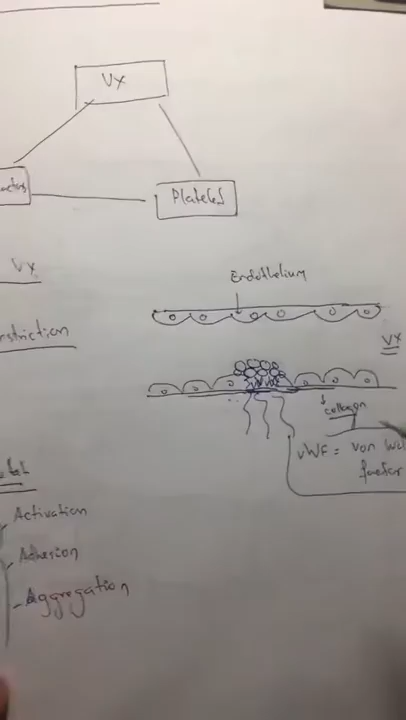 VX
Platelets
VX
Endothelium
VX
collagen
vWF = von
factor
- Activation
- Adhesion
- Aggregation